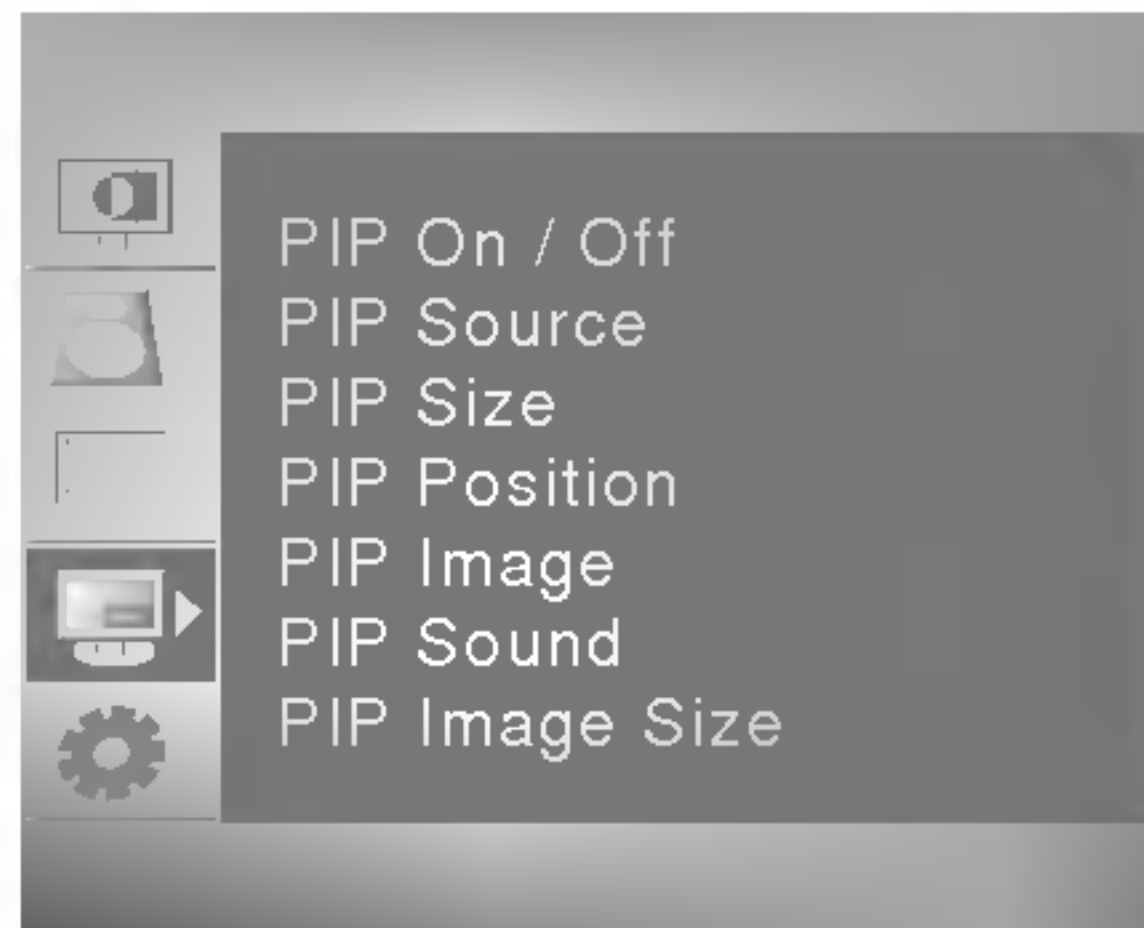 PIP On / Off
PIP Source
PIP Size
PIP Position
PIP Image
PIP Sound
PIP Image Size